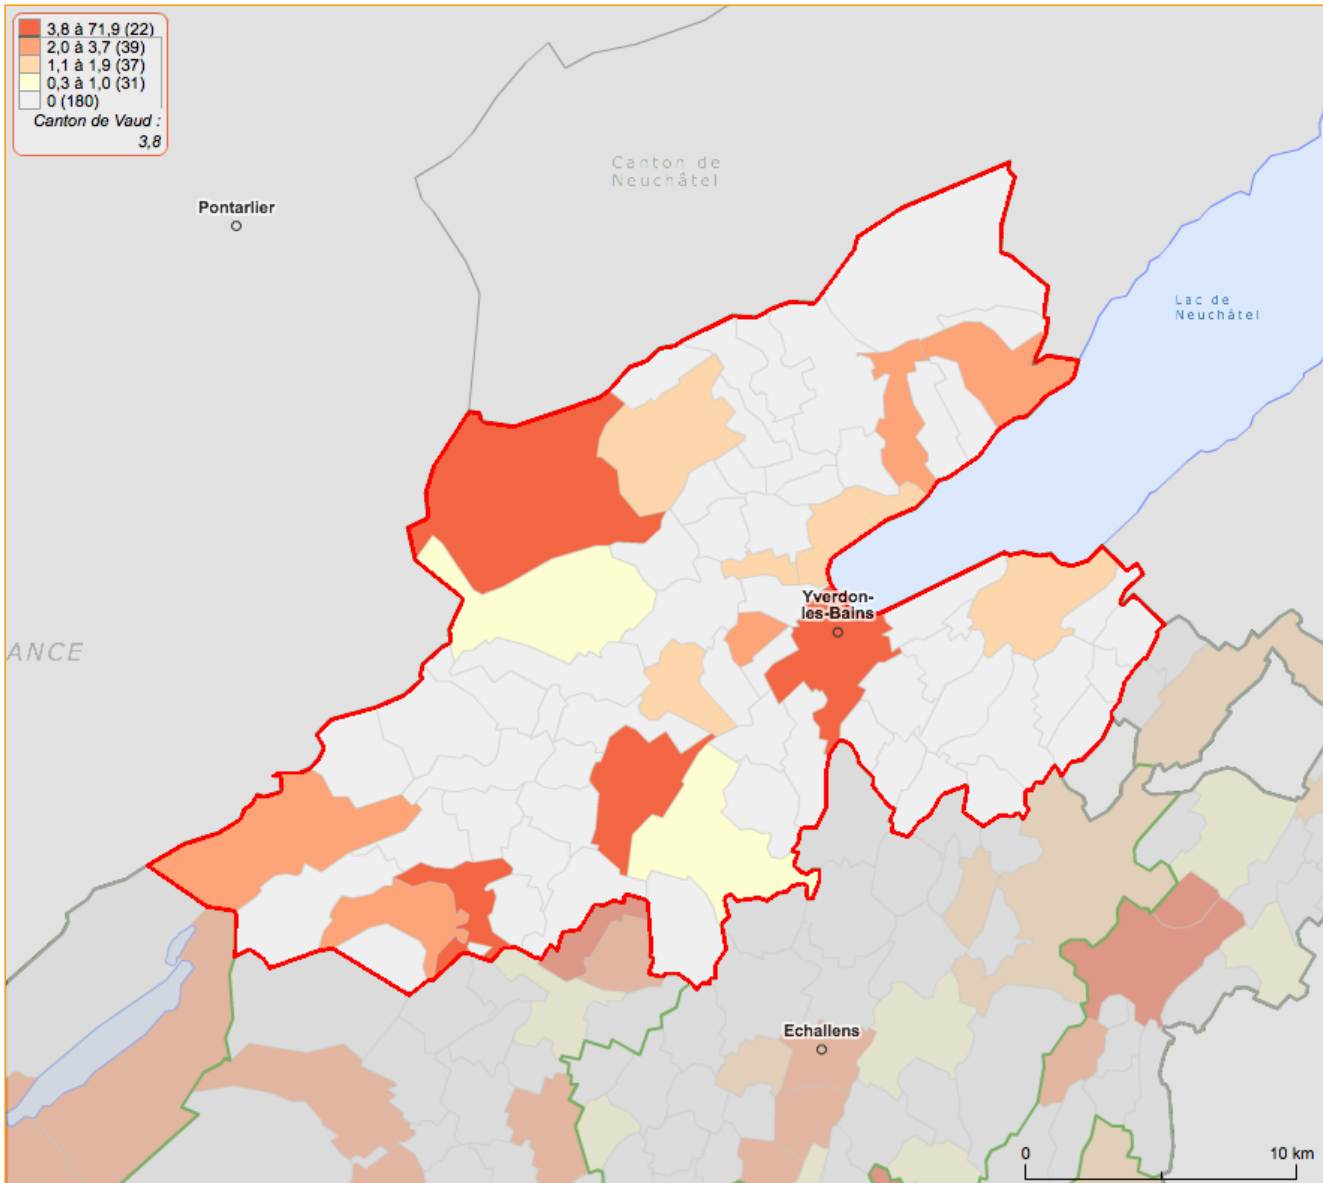 3,8 à 71,9 (22)
2,0 à 3,7 (39)
1,1 à 1,9 (37)
0,3 à 1,0 (31)
0 (180)
Canton de Vaud :
3,8
Canton de
Neuchâtel
Pontarlier
Lac de
Neuchâtel
Yverdon-
les-Bains
ANCE
Echallens
0
10 km